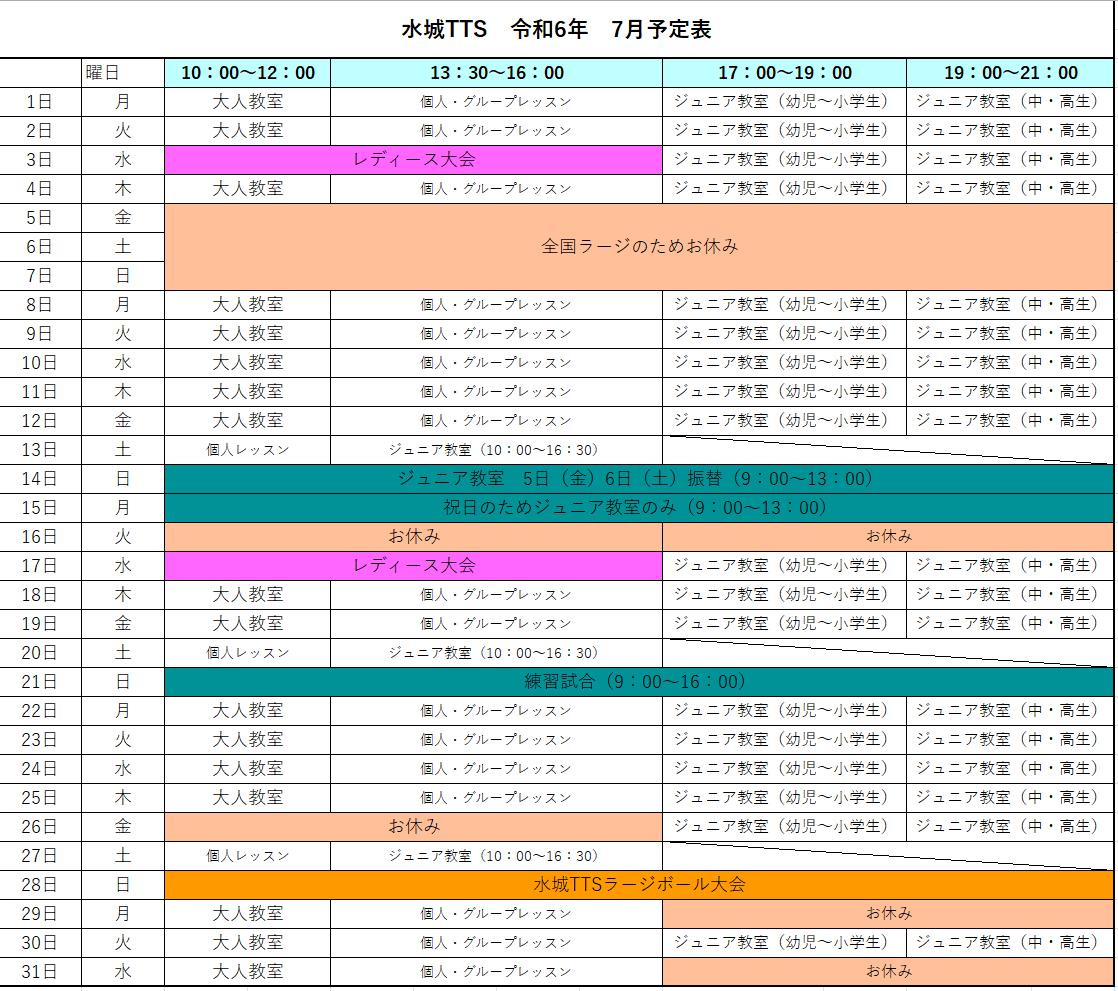 水城TTS　令和6年　7月予定表
曜日 10：00～12：00 13：30～16：00 17：00～19：00 19：00～21：00
1日 月 大人教室 個人・グループレッスン ジュニア教室（幼児～小学生） ジュニア教室（中・高生）
2日 火 大人教室 個人・グループレッスン ジュニア教室（幼児～小学生） ジュニア教室（中・高生）
3日 水 レディース大会 ジュニア教室（幼児～小学生） ジュニア教室（中・高生）
4日 木 大人教室 個人・グループレッスン ジュニア教室（幼児～小学生） ジュニア教室（中・高生）
5日 金
6日 土 全国ラージのためお休み
7日 日
8日 月 大人教室 個人・グループレッスン ジュニア教室（幼児～小学生） ジュニア教室（中・高生）
9日 火 大人教室 個人・グループレッスン ジュニア教室（幼児～小学生） ジュニア教室（中・高生）
10日 水 大人教室 個人・グループレッスン ジュニア教室（幼児～小学生） ジュニア教室（中・高生）
11日 木 大人教室 個人・グループレッスン ジュニア教室（幼児～小学生） ジュニア教室（中・高生）
12日 金 大人教室 個人・グループレッスン ジュニア教室（幼児～小学生） ジュニア教室（中・高生）
13日 土 個人レッスン ジュニア教室（10：00～16：30）
14日 日 ジュニア教室　5日（金）6日（土）振替（9：00～13：00）
15日 月 祝日のためジュニア教室のみ（9：00～13：00）
16日 火 お休み お休み
17日 水 レディース大会 ジュニア教室（幼児～小学生） ジュニア教室（中・高生）
18日 木 大人教室 個人・グループレッスン ジュニア教室（幼児～小学生） ジュニア教室（中・高生）
19日 金 大人教室 個人・グループレッスン ジュニア教室（幼児～小学生） ジュニア教室（中・高生）
20日 土 個人レッスン ジュニア教室（10：00～16：30）
21日 日 練習試合（9：00～16：00）
22日 月 大人教室 個人・グループレッスン ジュニア教室（幼児～小学生） ジュニア教室（中・高生）
23日 火 大人教室 個人・グループレッスン ジュニア教室（幼児～小学生） ジュニア教室（中・高生）
24日 水 大人教室 個人・グループレッスン ジュニア教室（幼児～小学生） ジュニア教室（中・高生）
25日 木 大人教室 個人・グループレッスン ジュニア教室（幼児～小学生） ジュニア教室（中・高生）
26日 金 お休み ジュニア教室（幼児～小学生） ジュニア教室（中・高生）
27日 土 個人レッスン ジュニア教室（10：00～16：30）
28日 日 水城TTSラージボール大会
29日 月 大人教室 個人・グループレッスン お休み
30日 火 大人教室 個人・グループレッスン ジュニア教室（幼児～小学生） ジュニア教室（中・高生）
31日 水 大人教室 個人・グループレッスン お休み